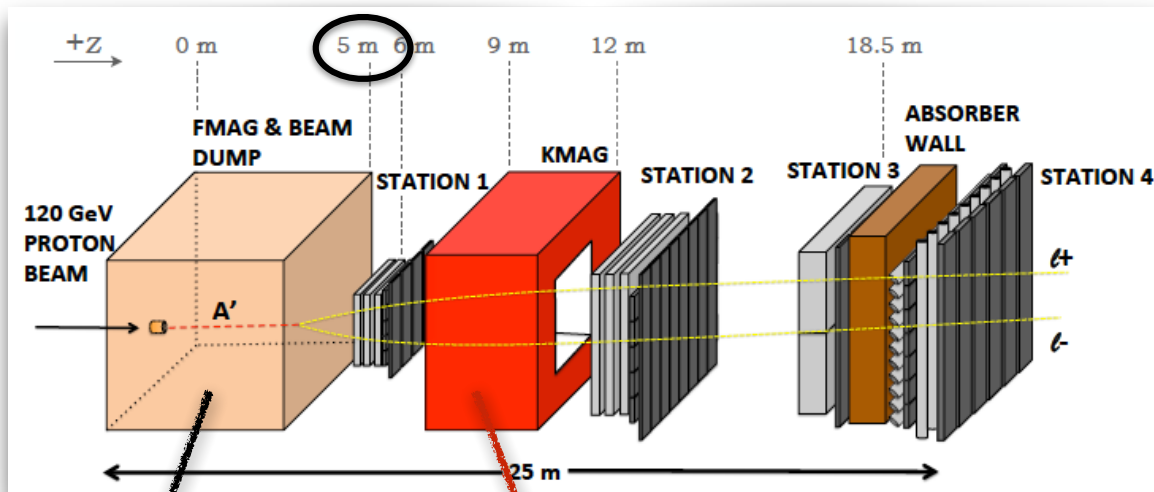 +z
0 m
5 m
6 m
9 m
12 m
18.5 m
FMAG & BEAM
DUMP
STATION 1
KMAG
STATION 2
STATION 3
ABSORBER
WALL
STATION 4
120 GeV
PROTON
BEAM
A’
ℓ+
ℓ-
25 m